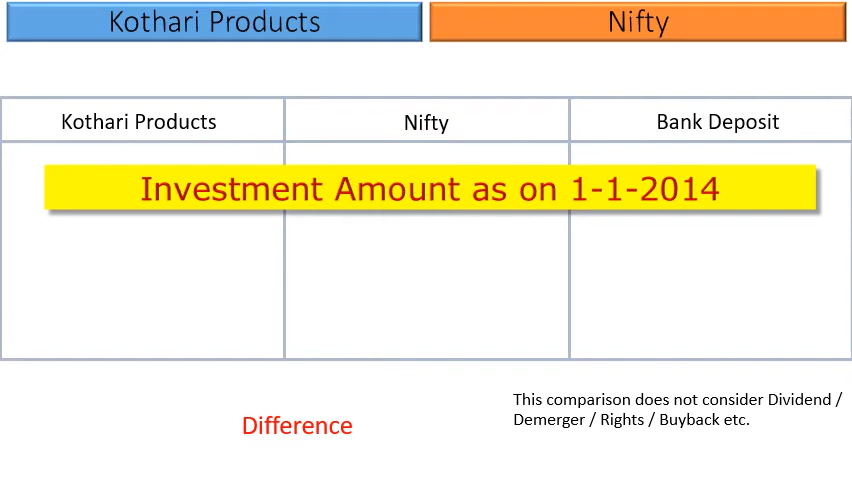 Kothari Products
Nifty
Kothari Products
Nifty
Bank Deposit
Investment Amount as on 1-1-2014
Difference
This comparison does not consider Dividend /
Demerger / Rights / Buyback etc.